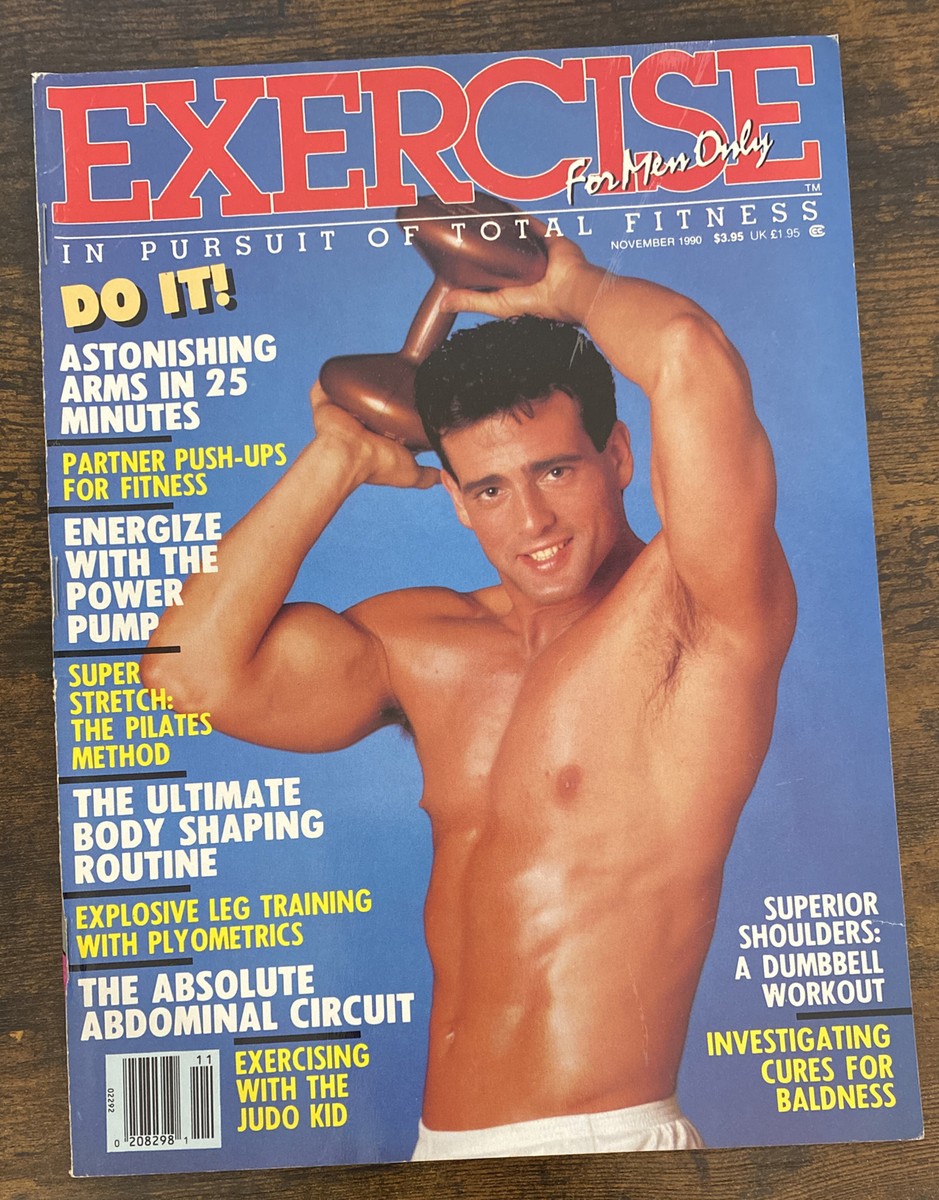 EXERCISE
For Men Only
TM
IN PURSUIT OF TOTAL FITNESS
NOVEMBER 1990 $3.95 UK £1.95 CC
DO IT!
ASTONISHING
ARMS IN 25
MINUTES
PARTNER PUSH-UPS
FOR FITNESS
ENERGIZE
WITH THE
POWER
PUMP
SUPER
STRETCH:
THE PILATES
METHOD
THE ULTIMATE
BODY SHAPING
ROUTINE
EXPLOSIVE LEG TRAINING
WITH PLYOMETRICS
THE ABSOLUTE
ABDOMINAL CIRCUIT
EXERCISING
WITH THE
JUDO KID
11
02292
0 208298 1
SUPERIOR
SHOULDERS:
A DUMBBELL
WORKOUT
INVESTIGATING
CURES FOR
BALDNESS